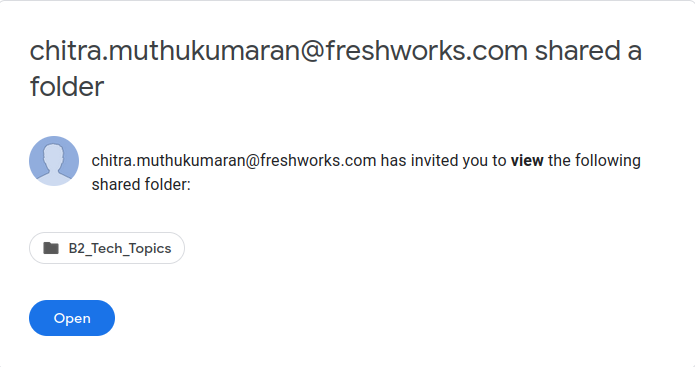 chitra.muthukumaran@freshworks.com shared a
folder
chitra.muthukumaran@freshworks.com has invited you to view the following
shared folder:
B2_Tech_Topics
Open